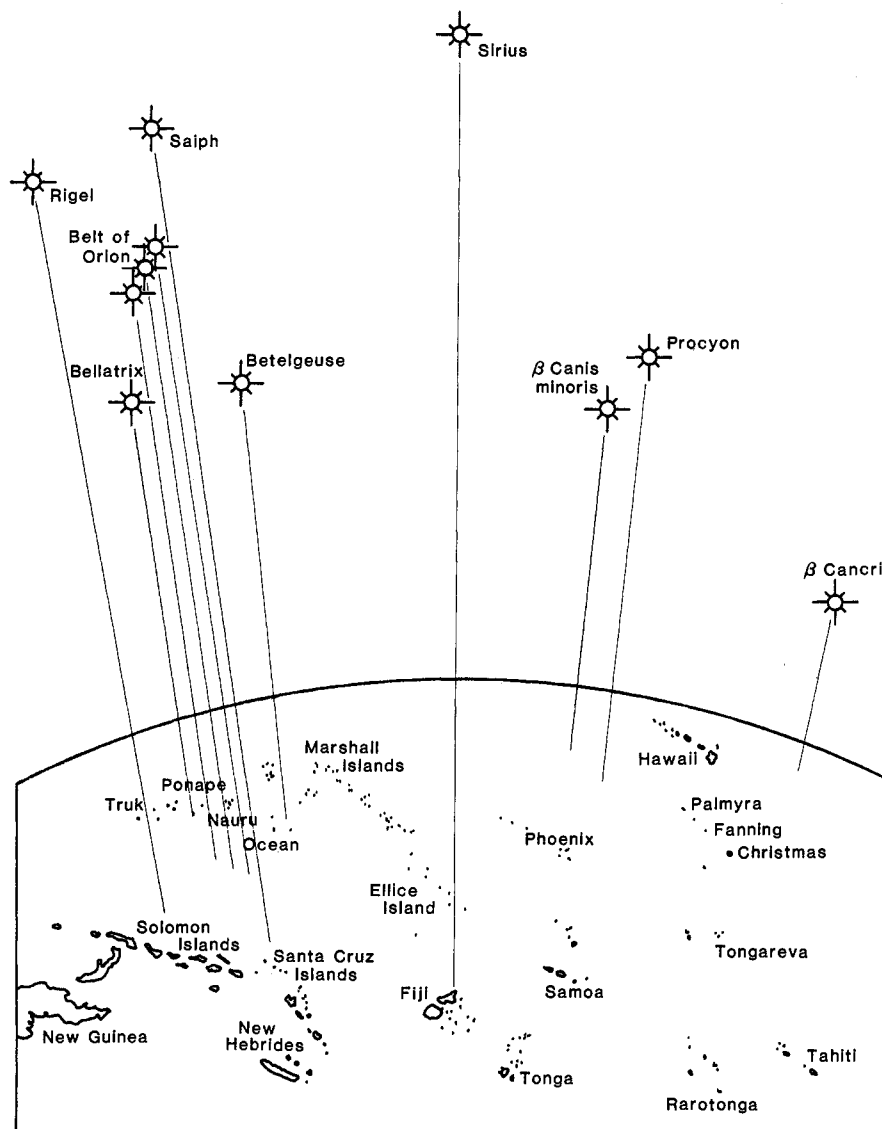 Sirius
Saiph
Rigel
Belt of
Orion
Betelgeuse
Procyon
Bellatrix
β Canis
minoris
β Cancri
Marshall
Islands
Hawaii
Ponape
Truk
Nauru
Palmyra
Fanning
Ocean
Phoenix
Christmas
Ellice
Island
Solomon
Islands
Tongareva
Santa Cruz
Islands
Fiji
Samoa
New Guinea
New
Hebrides
Tonga
Tahiti
Rarotonga